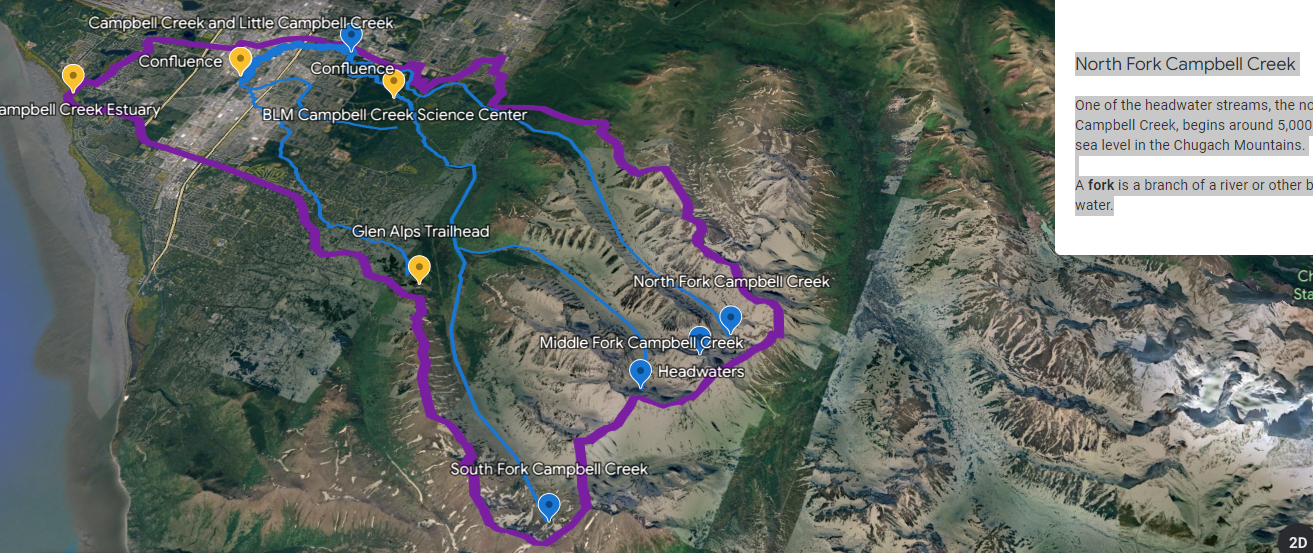 Campbell Creek and Little Campbell Creek
Confluence
Confluence
ampbell Creek Estuary
BLM Campbell Creek Science Center
Glen Alps Trailhead
North Fork Campbell Creek
Middle Fork Campbell Creek
Headwaters
South Fork Campbell Creek
North Fork Campbell Creek
One of the headwater streams, the no
Campbell Creek, begins around 5,000
sea level in the Chugach Mountains.
A fork is a branch of a river or other b
water.
Ch
Sta
2D